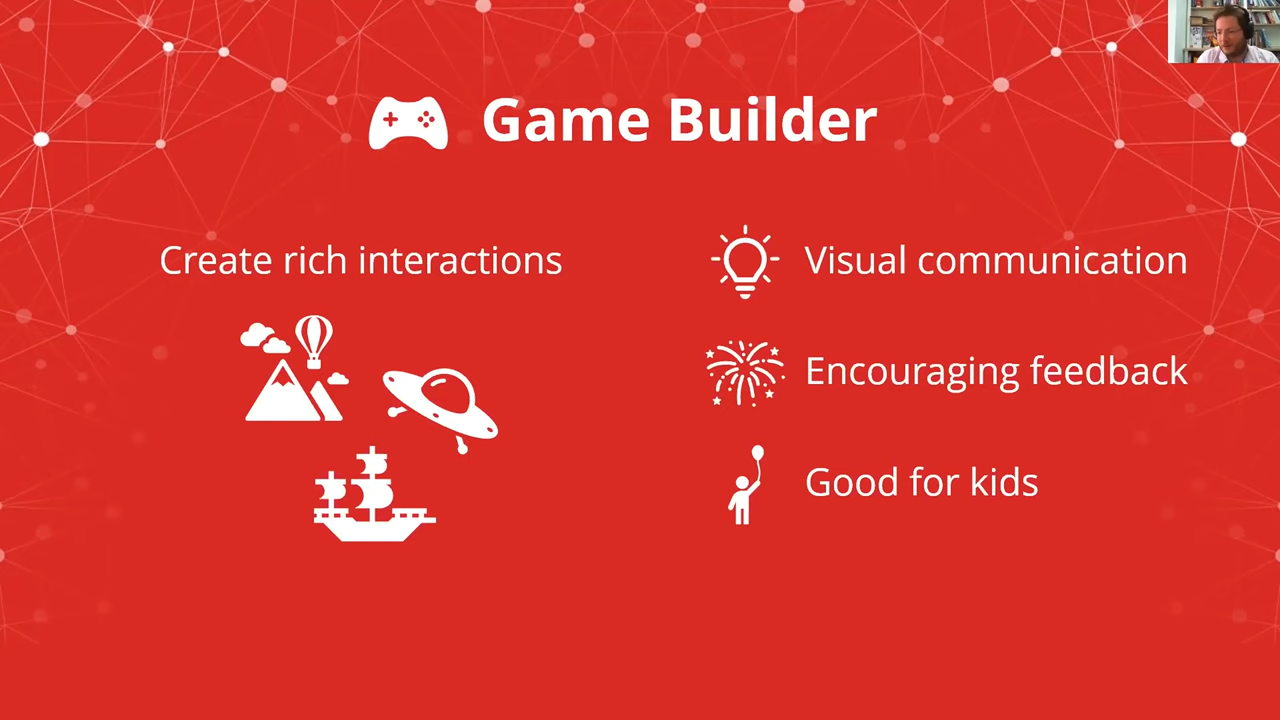 Game Builder
Create rich interactions
Visual communication
Encouraging feedback
Good for kids